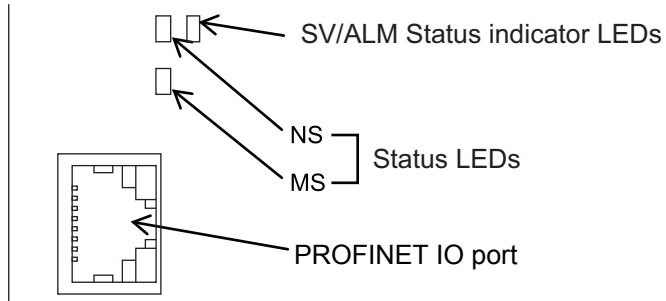 SV/ALM Status indicator LEDs
NS
Status LEDs
MS
PROFINET IO port